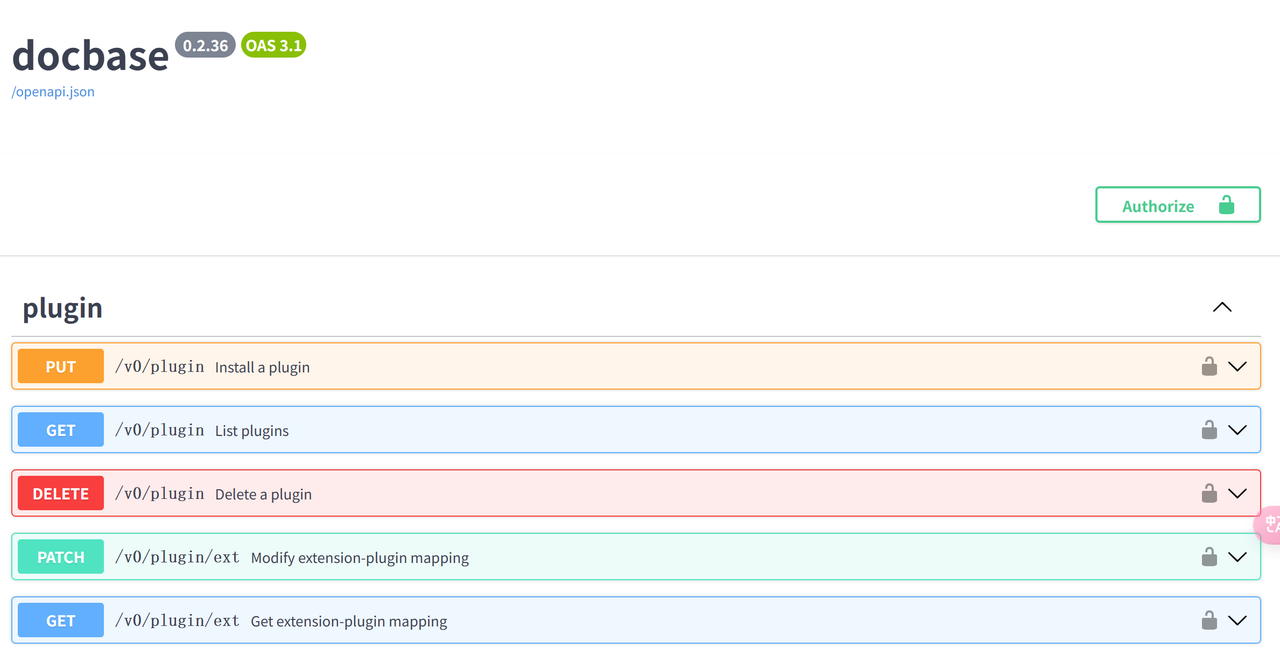 docbase 0.2.36 OAS 3.1
/openapi.json
Authorize
plugin
PUT /v0/plugin Install a plugin
GET /v0/plugin List plugins
DELETE /v0/plugin Delete a plugin
PATCH /v0/plugin/ext Modify extension-plugin mapping
GET /v0/plugin/ext Get extension-plugin mapping